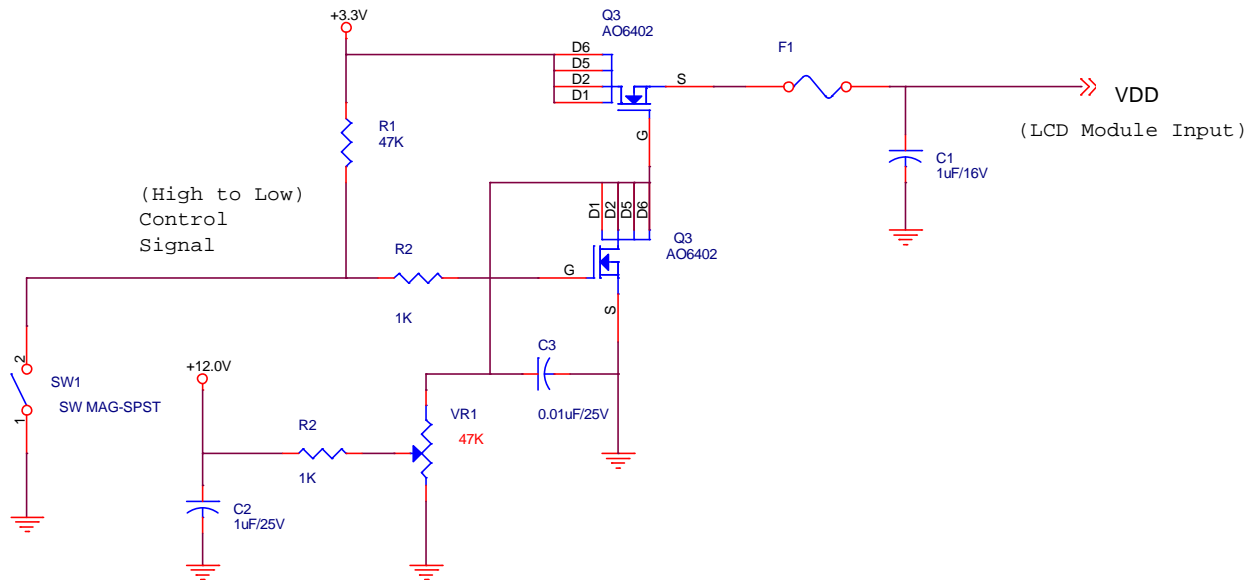 +3.3V
Q3
AO6402
D6
D5
D2
D1
S
G
F1
VDD
(LCD Module Input)
R1
47K
C1
1uF/16V
(High to Low)
Control
Signal
D1
D2
D5
D6
Q3
AO6402
R2
1K
G
S
2
1
SW1
SW MAG-SPST
+12.0V
C3
0.01uF/25V
R2
1K
VR1
47K
C2
1uF/25V